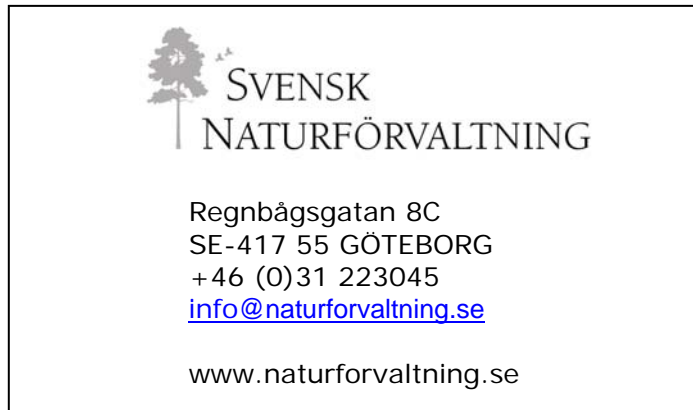 SVENSK
NATURFÖRVALTNING
Regnbågsgatan 8C
SE-417 55 GÖTEBORG
+46 (0)31 223045
info@naturforvaltning.se
www.naturforvaltning.se